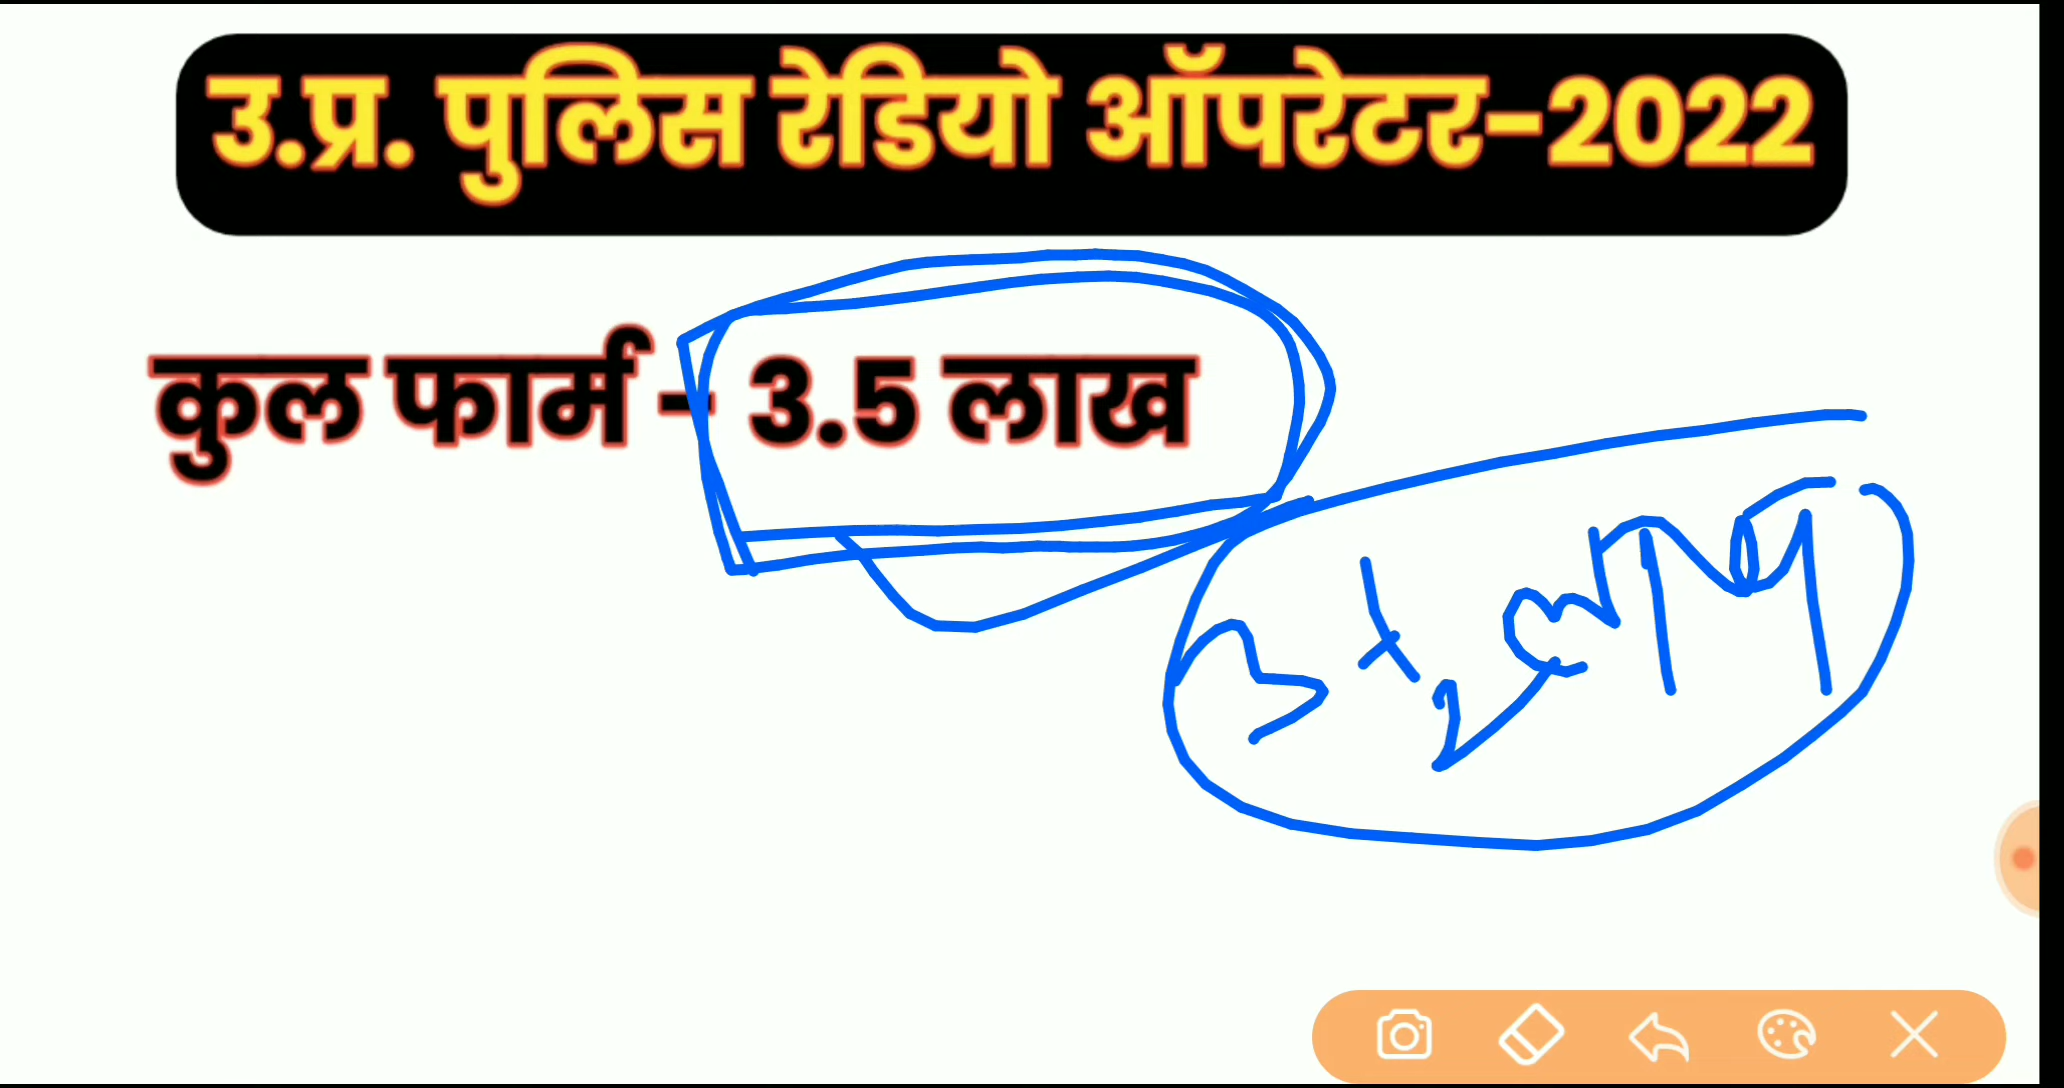 उ.प्र. पुलिस रेडियो ऑपरेटर-2022
कुल फार्म - 3.5 लाख